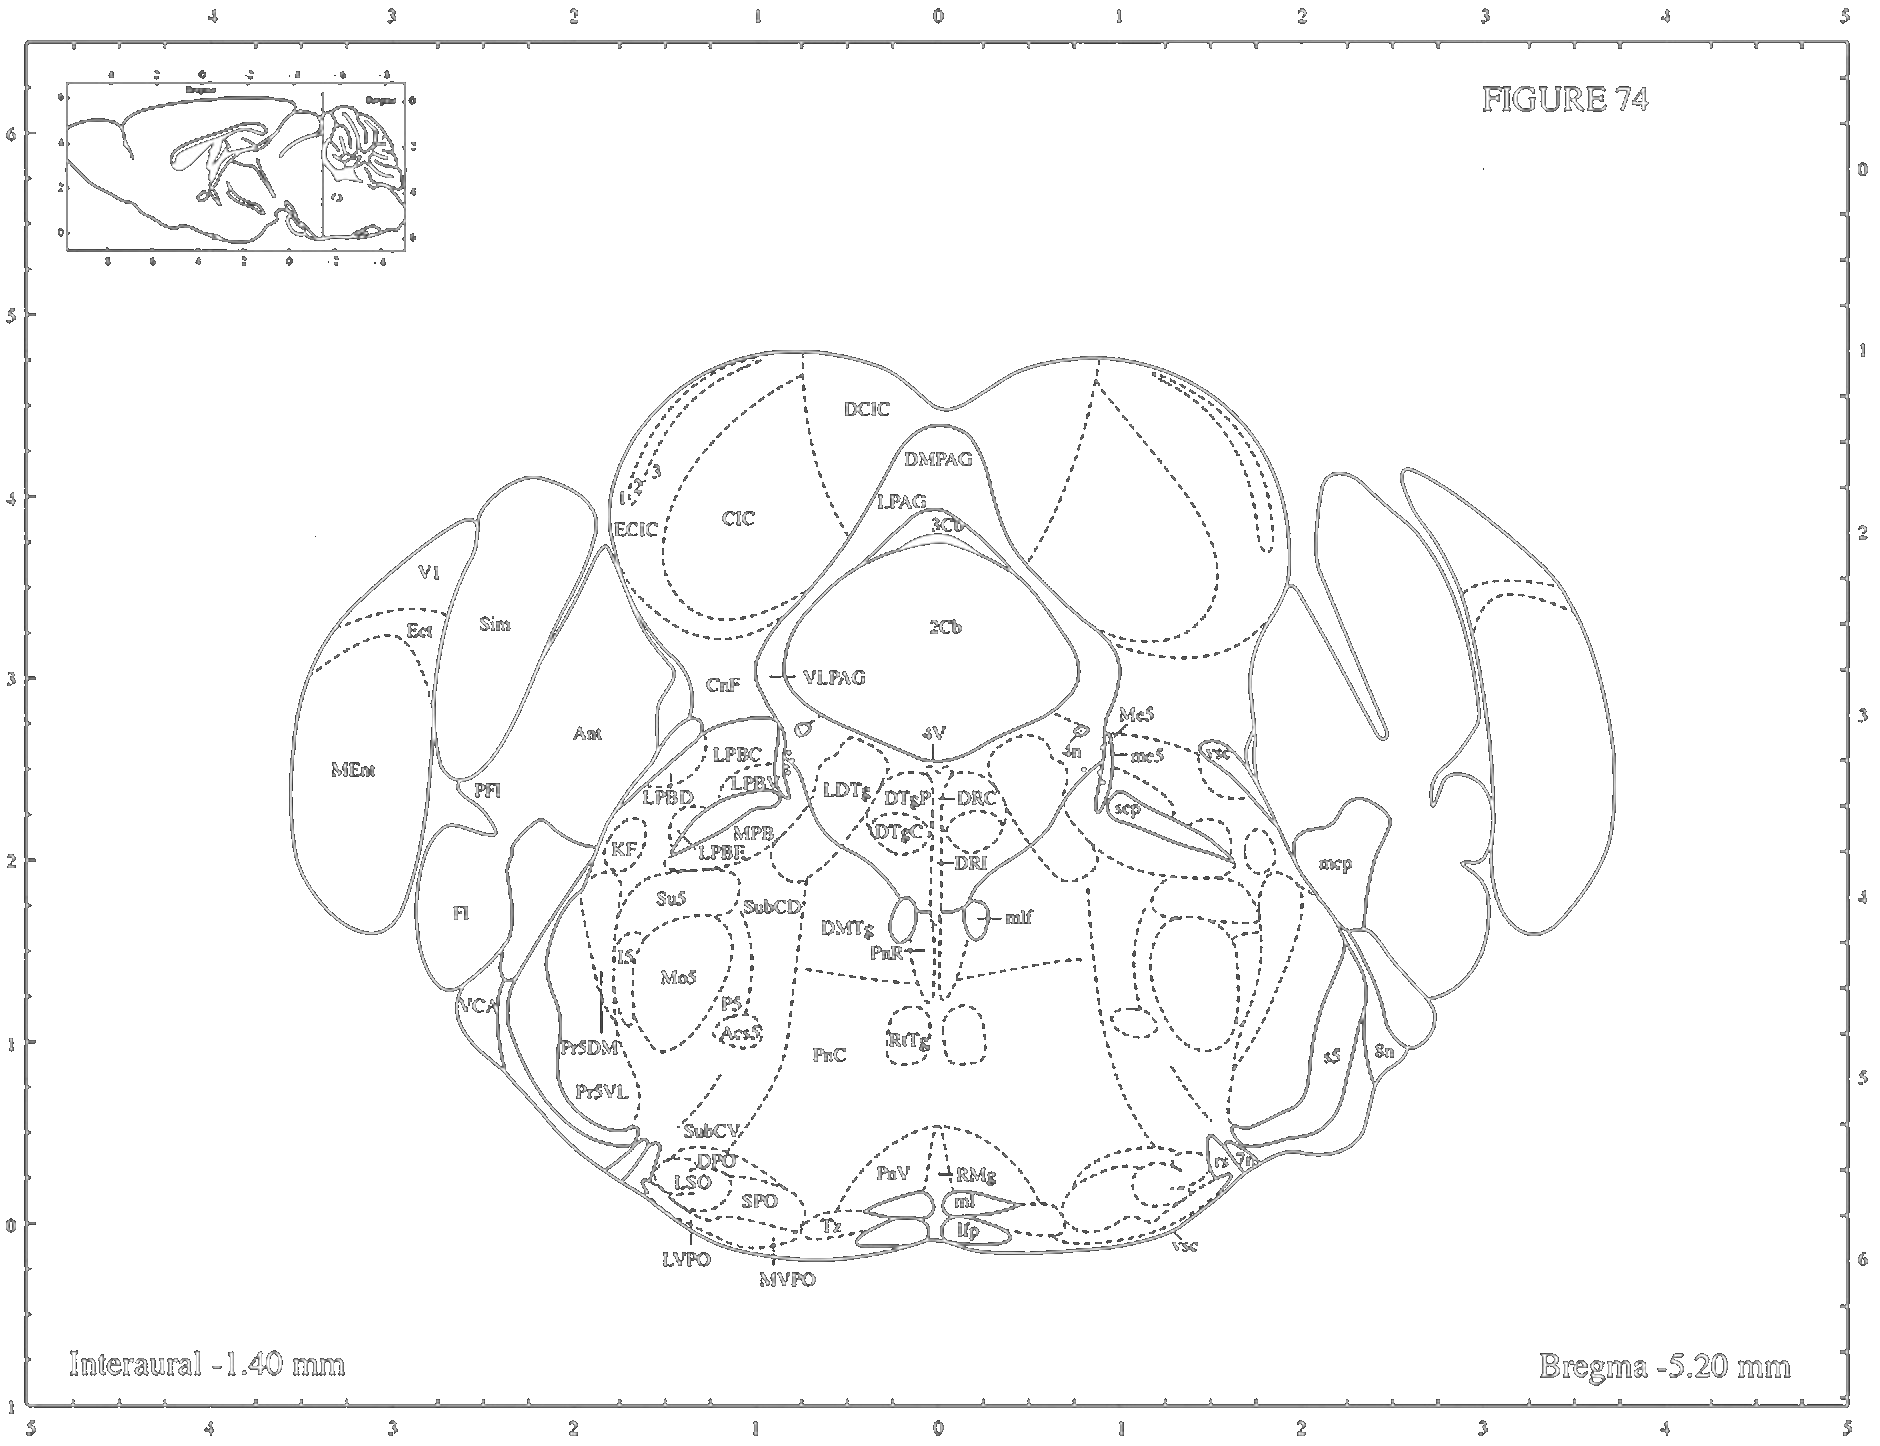 4 3 2 1 0 1 2 3 4 5
FIGURE 74
Bregma
Bregma
6
5
4
3
2
1
0
1
0
1
2
3
4
5
6
DCIC
DMPAG
LPAG
3Cb
1 2 3
ECIC
CIC
V1
Ect
Sim
2Cb
CnF
VLPAG
Me5
4V
Ant
4n
me5
vsc
LPBC
MEnt
PFl
LPBV
LPBD
LDTg
DTgP
DRC
scp
MPB
DTgC
KF
LPBE
DRI
mcp
Su5
SubCD
Fl
DMTg
mlf
PnR
I5
Mo5
VCA
P5
Acs5
RtTg
Pr5DM
PnC
s5
8n
Pr5VL
SubCV
DPO
rs
7n
LSO
PnV
RMg
SPO
ml
Tz
lfp
LVPO
vsc
MVPO
Interaural -1.40 mm
Bregma -5.20 mm
5 4 3 2 1 0 1 2 3 4 5